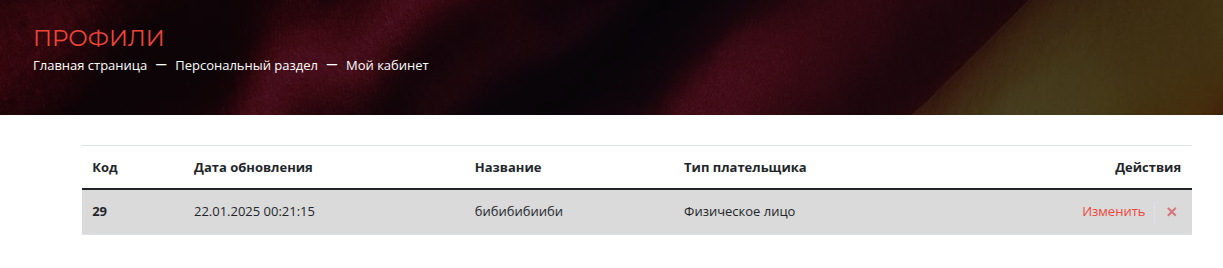 ПРОФИЛИ
Главная страница — Персональный раздел — Мой кабинет
Код Дата обновления Название Тип плательщика Действия
29 22.01.2025 00:21:15 бибибибииби Физическое лицо Изменить ×